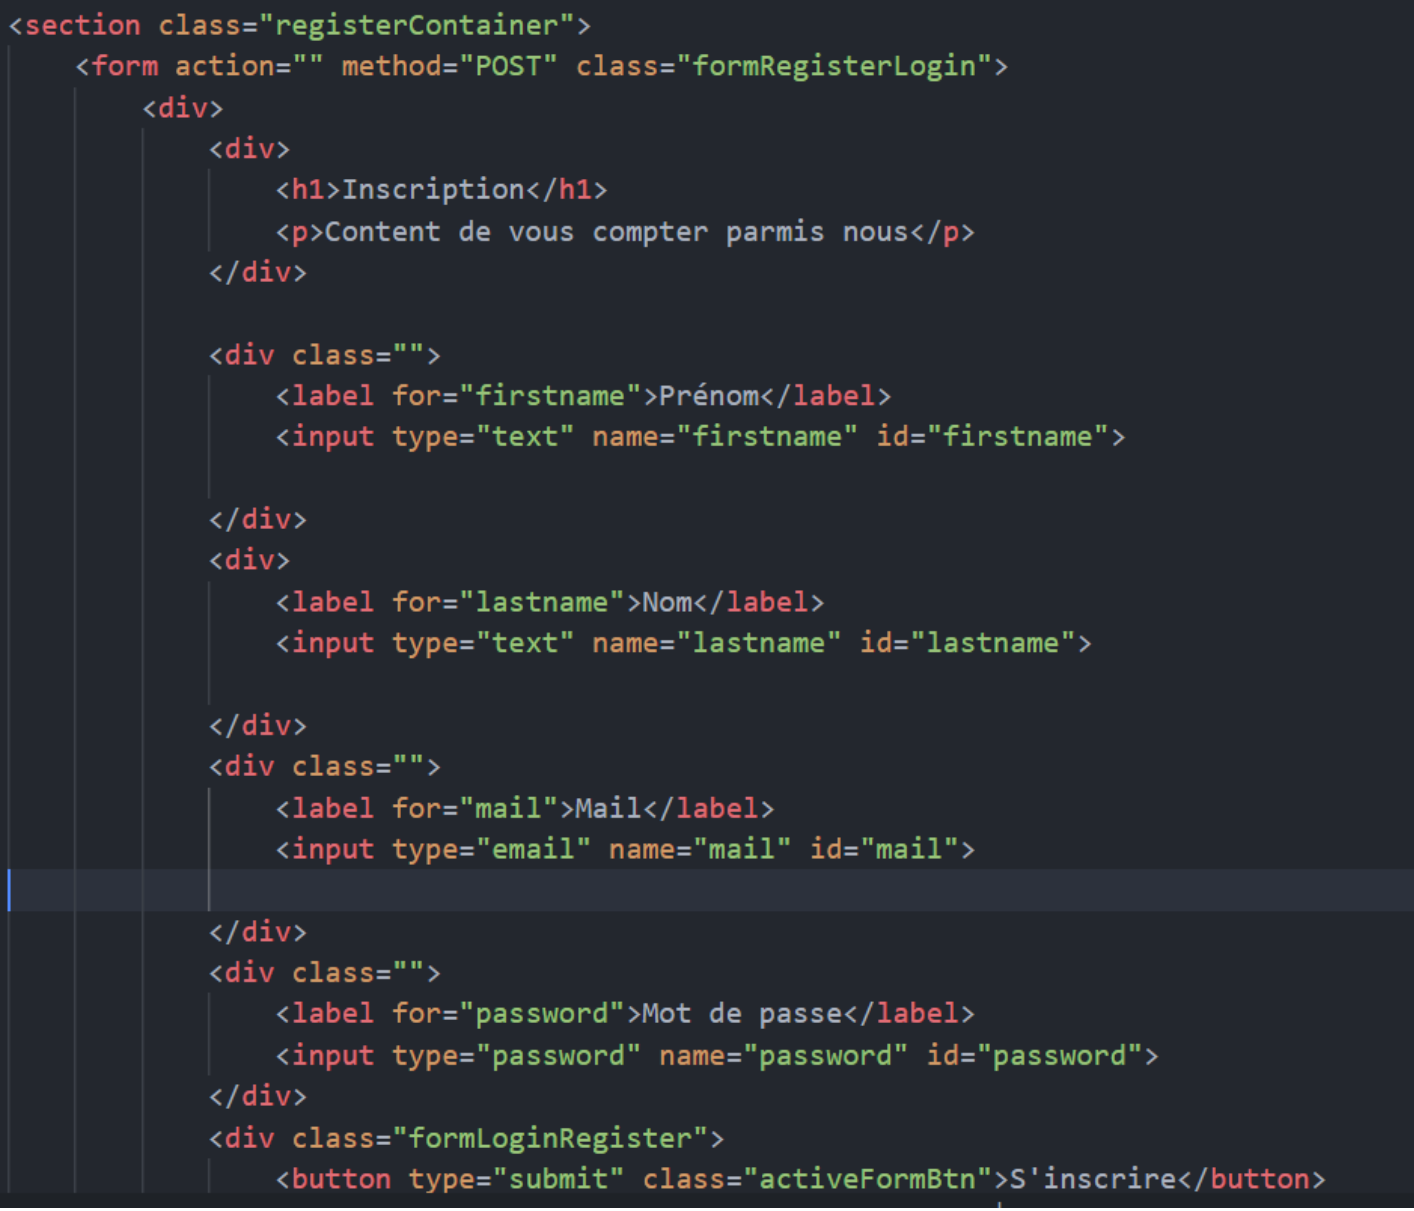 <section class="registerContainer">
<form action="" method="POST" class="formRegisterLogin">
<div>
<div>
<h1>Inscription</h1>
<p>Content de vous compter parmis nous</p>
</div>
<div class="">
<label for="firstname">Prénom</label>
<input type="text" name="firstname" id="firstname">
</div>
<div>
<label for="lastname">Nom</label>
<input type="text" name="lastname" id="lastname">
</div>
<div class="">
<label for="mail">Mail</label>
<input type="email" name="mail" id="mail">
</div>
<div class="">
<label for="password">Mot de passe</label>
<input type="password" name="password" id="password">
</div>
<div class="formLoginRegister">
<button type="submit" class="activeFormBtn">S'inscrire</button>